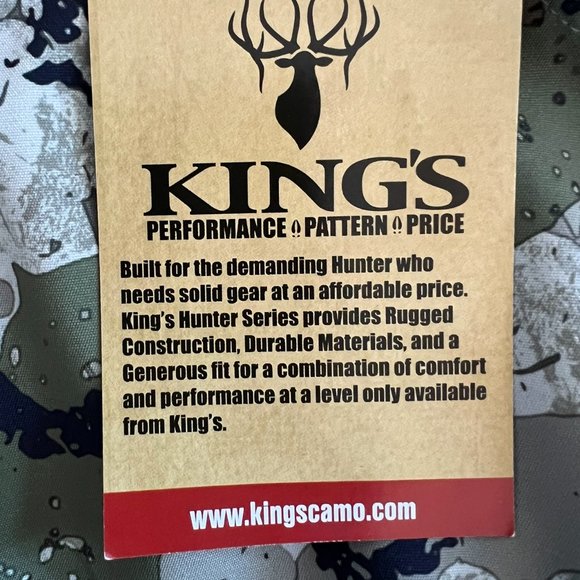 KING'S
PERFORMANCE PATTERN PRICE
Built for the demanding Hunter who
needs solid gear at an affordable price.
King's Hunter Series provides Rugged
Construction, Durable Materials, and a
Generous fit for a combination of comfort
and performance at a level only available
from King's.
www.kingscamo.com